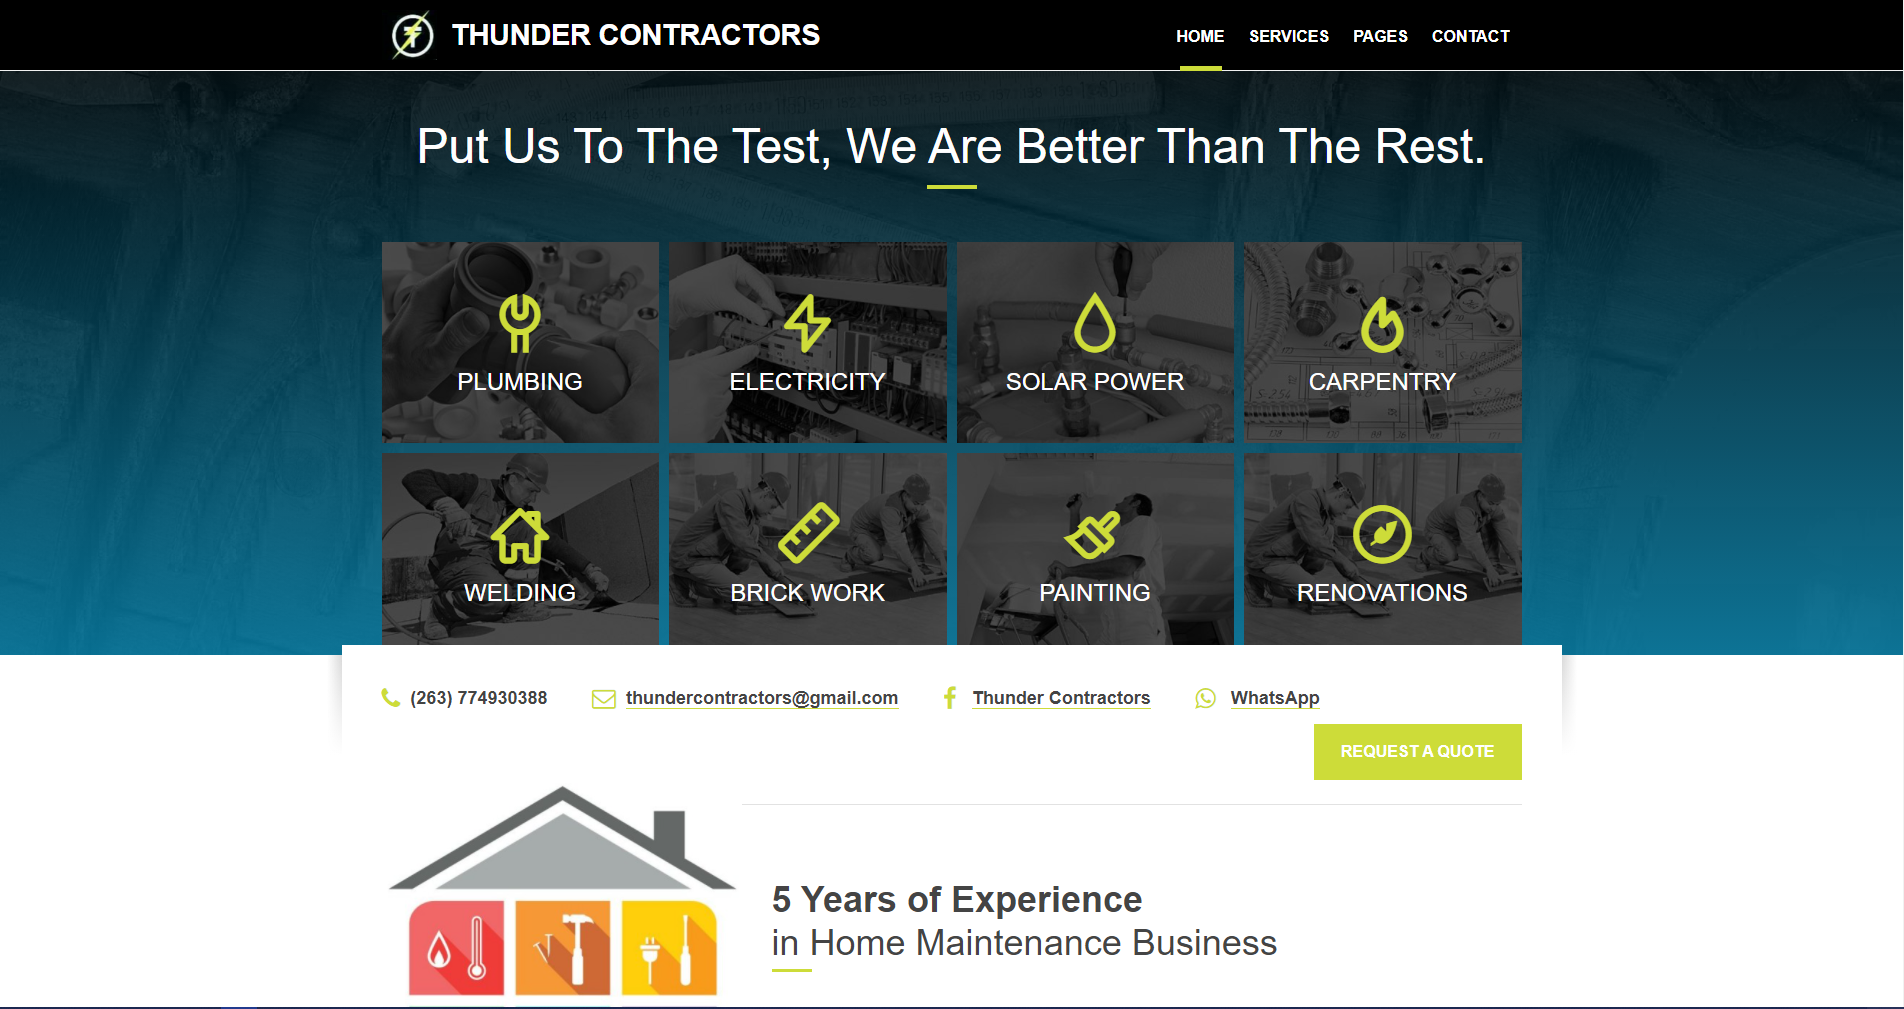 THUNDER CONTRACTORS
HOME SERVICES PAGES CONTACT
Put Us To The Test, We Are Better Than The Rest.
PLUMBING ELECTRICITY SOLAR POWER CARPENTRY
WELDING BRICK WORK PAINTING RENOVATIONS
(263) 774930388 thundercontractors@gmail.com Thunder Contractors WhatsApp
REQUEST A QUOTE
5 Years of Experience
in Home Maintenance Business